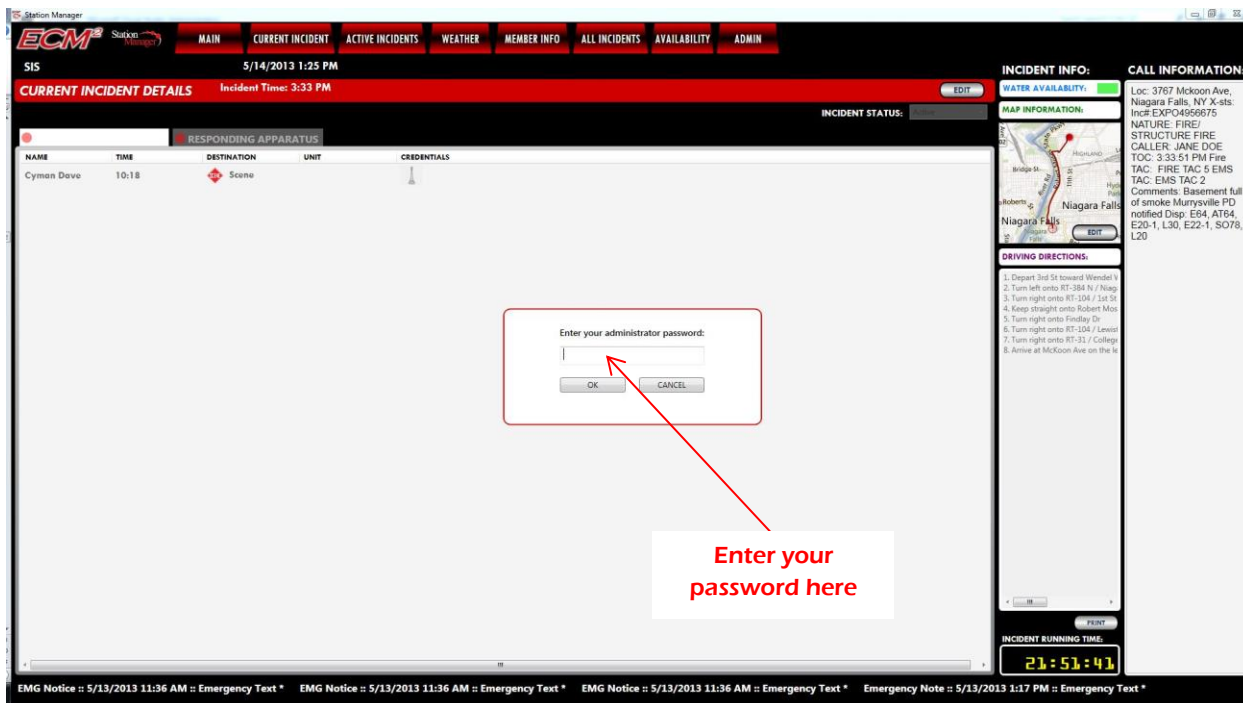 Station Manager
ECM² Station Manager
MAIN CURRENT INCIDENT ACTIVE INCIDENTS WEATHER MEMBER INFO ALL INCIDENTS AVAILABILITY ADMIN
SIS 5/14/2013 1:25 PM
CURRENT INCIDENT DETAILS Incident Time: 3:33 PM EDIT
INCIDENT STATUS:
RESPONDING APPARATUS
NAME TIME DESTINATION UNIT CREDENTIALS
Cyman Dave 10:18 Scene
Enter your administrator password:
OK CANCEL
Enter your
password here
INCIDENT INFO:
WATER AVAILABLITY:
MAP INFORMATION:
HIGHLAND
Bridge St
11th St
Roberts
Niagara Falls
Niagara Falls
EDIT
DRIVING DIRECTIONS:
1. Depart 3rd St toward Wendel
2. Turn left onto RT-384 N / Niag
3. Turn right onto RT-104 / 1st St
4. Keep straight onto Robert Mos
5. Turn right onto Findlay Dr
6. Turn right onto RT-104 / Lewist
7. Turn right onto RT-31 / College
8. Arrive at McKoon Ave on the le
PRINT
INCIDENT RUNNING TIME:
21:51:41
CALL INFORMATION:
Loc: 3767 Mckoon Ave,
Niagara Falls, NY X-sts:
Inc#:EXPO4956675
NATURE: FIRE/
STRUCTURE FIRE
CALLER: JANE DOE
TOC: 3:33:51 PM Fire
TAC: FIRE TAC 5 EMS
TAC: EMS TAC 2
Comments: Basement full
of smoke Murrysville PD
notified Disp: E64, AT64,
E20-1, L30, E22-1, SO78,
L20
EMG Notice :: 5/13/2013 11:36 AM :: Emergency Text * EMG Notice :: 5/13/2013 11:36 AM :: Emergency Text * EMG Notice :: 5/13/2013 11:36 AM :: Emergency Text * Emergency Note :: 5/13/2013 1:17 PM :: Emergency Text *